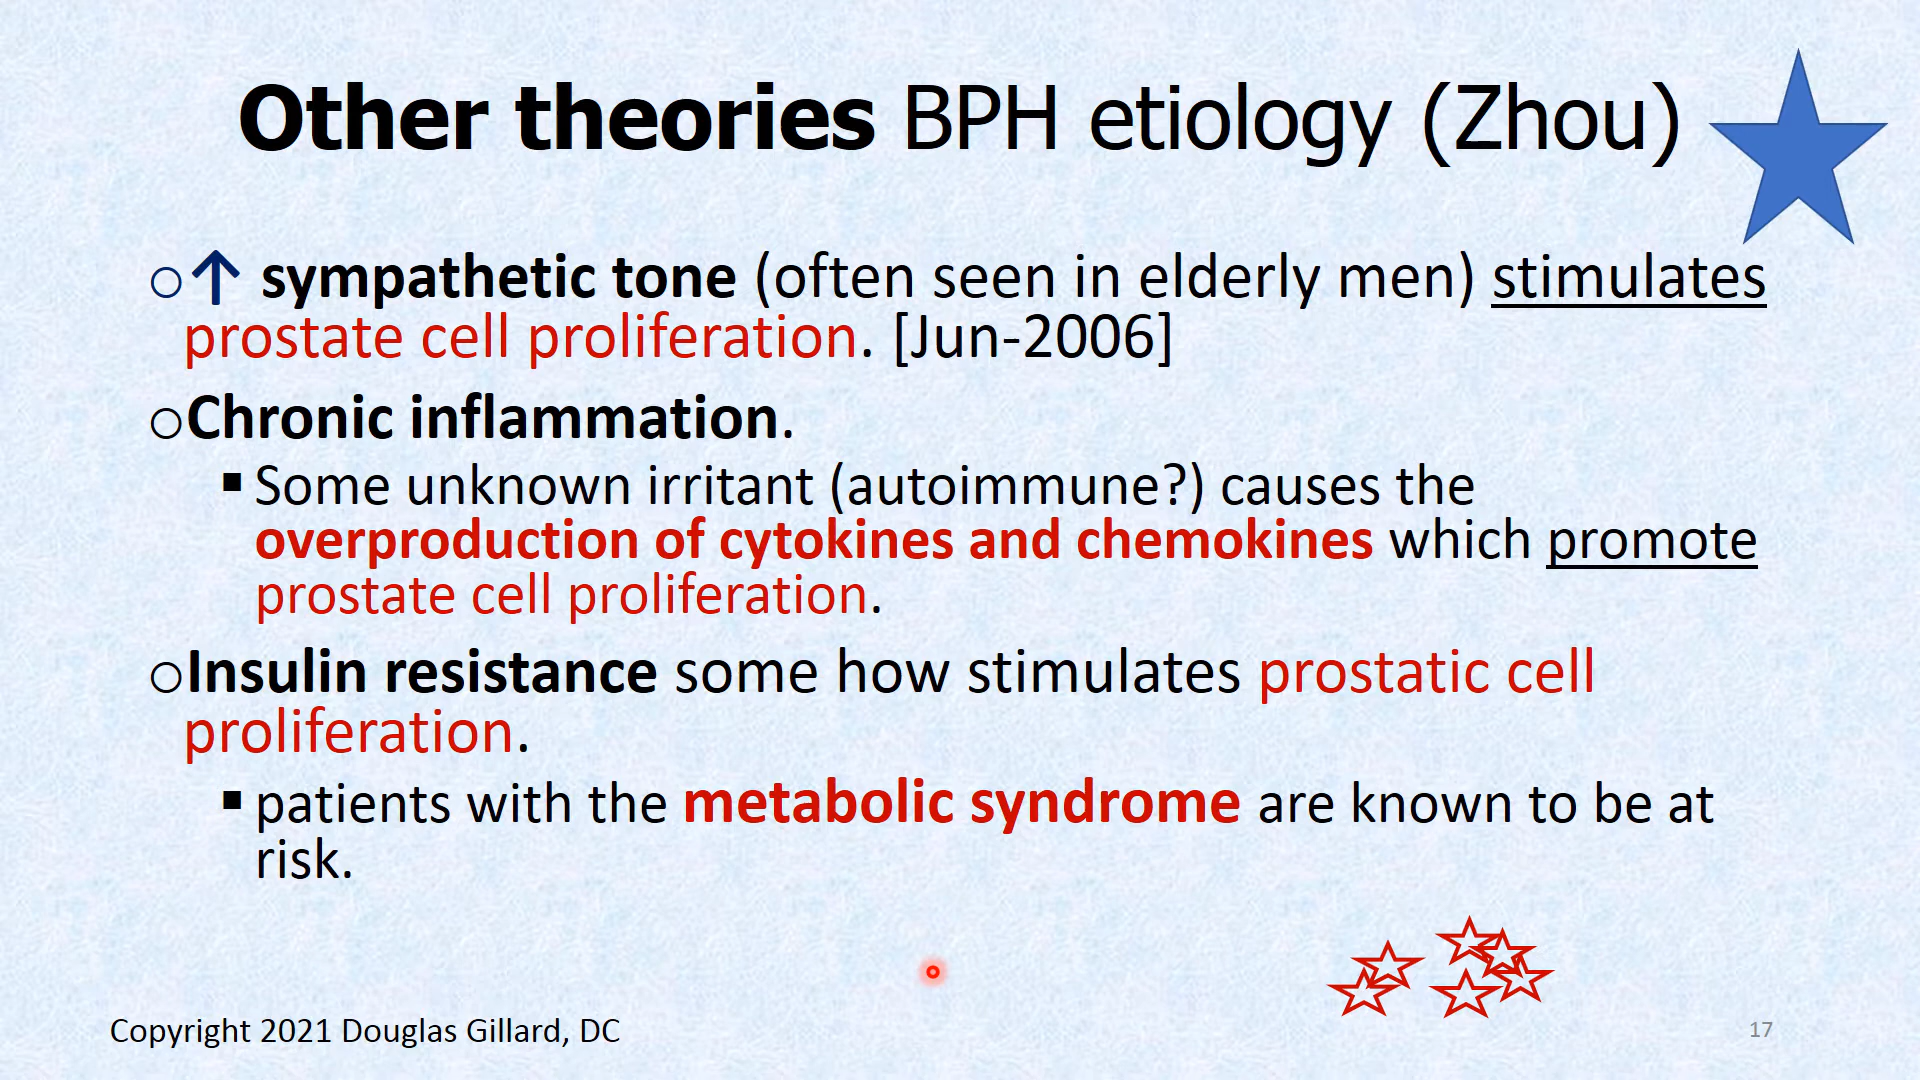 Other theories BPH etiology (Zhou)
o↑ sympathetic tone (often seen in elderly men) stimulates
prostate cell proliferation. [Jun-2006]
oChronic inflammation.
▪ Some unknown irritant (autoimmune?) causes the
overproduction of cytokines and chemokines which promote
prostate cell proliferation.
oInsulin resistance some how stimulates prostatic cell
proliferation.
▪ patients with the metabolic syndrome are known to be at
risk.
Copyright 2021 Douglas Gillard, DC
17